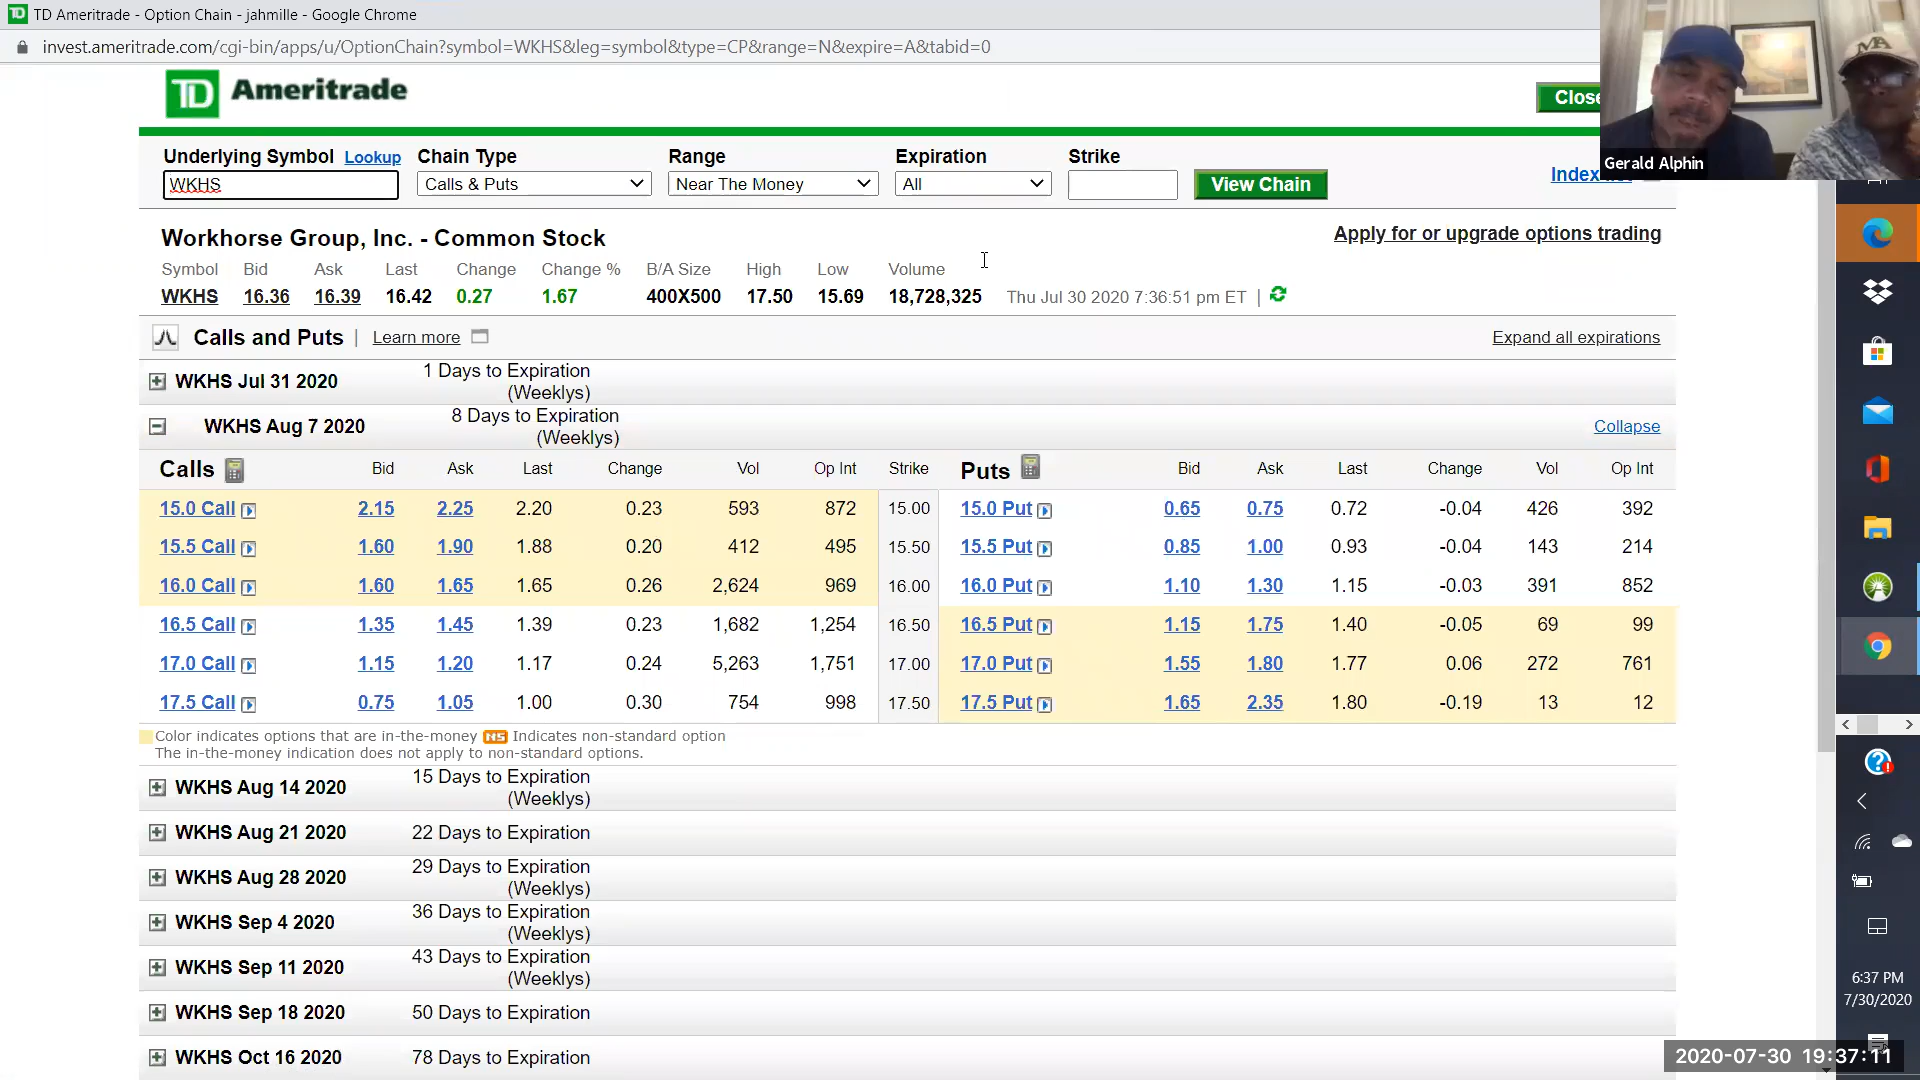 TD Ameritrade - Option Chain - jahmille - Google Chrome
invest.ameritrade.com/cgi-bin/apps/u/OptionChain?symbol=WKHS&leg=symbol&type=CP&range=N&expire=A&tabid=0
TD Ameritrade
Close
Underlying Symbol Lookup Chain Type Range Expiration Strike
WKHS Calls & Puts Near The Money All View Chain
Index
Gerald Alphin
Workhorse Group, Inc. - Common Stock
Apply for or upgrade options trading
Symbol Bid Ask Last Change Change % B/A Size High Low Volume
WKHS 16.36 16.39 16.42 0.27 1.67 400X500 17.50 15.69 18,728,325 Thu Jul 30 2020 7:36:51 pm ET |
Calls and Puts | Learn more Expand all expirations
WKHS Jul 31 2020 1 Days to Expiration
(Weeklys)
WKHS Aug 7 2020 8 Days to Expiration
(Weeklys)
Collapse
Calls Bid Ask Last Change Vol Op Int Strike Puts Bid Ask Last Change Vol Op Int
15.0 Call 2.15 2.25 2.20 0.23 593 872 15.00 15.0 Put 0.65 0.75 0.72 -0.04 426 392
15.5 Call 1.60 1.90 1.88 0.20 412 495 15.50 15.5 Put 0.85 1.00 0.93 -0.04 143 214
16.0 Call 1.60 1.65 1.65 0.26 2,624 969 16.00 16.0 Put 1.10 1.30 1.15 -0.03 391 852
16.5 Call 1.35 1.45 1.39 0.23 1,682 1,254 16.50 16.5 Put 1.15 1.75 1.40 -0.05 69 99
17.0 Call 1.15 1.20 1.17 0.24 5,263 1,751 17.00 17.0 Put 1.55 1.80 1.77 0.06 272 761
17.5 Call 0.75 1.05 1.00 0.30 754 998 17.50 17.5 Put 1.65 2.35 1.80 -0.19 13 12
Color indicates options that are in-the-money NS Indicates non-standard option
The in-the-money indication does not apply to non-standard options.
WKHS Aug 14 2020 15 Days to Expiration
(Weeklys)
WKHS Aug 21 2020 22 Days to Expiration
WKHS Aug 28 2020 29 Days to Expiration
(Weeklys)
WKHS Sep 4 2020 36 Days to Expiration
(Weeklys)
WKHS Sep 11 2020 43 Days to Expiration
(Weeklys)
WKHS Sep 18 2020 50 Days to Expiration
WKHS Oct 16 2020 78 Days to Expiration
6:37 PM
7/30/2020
2020-07-30 19:37:11